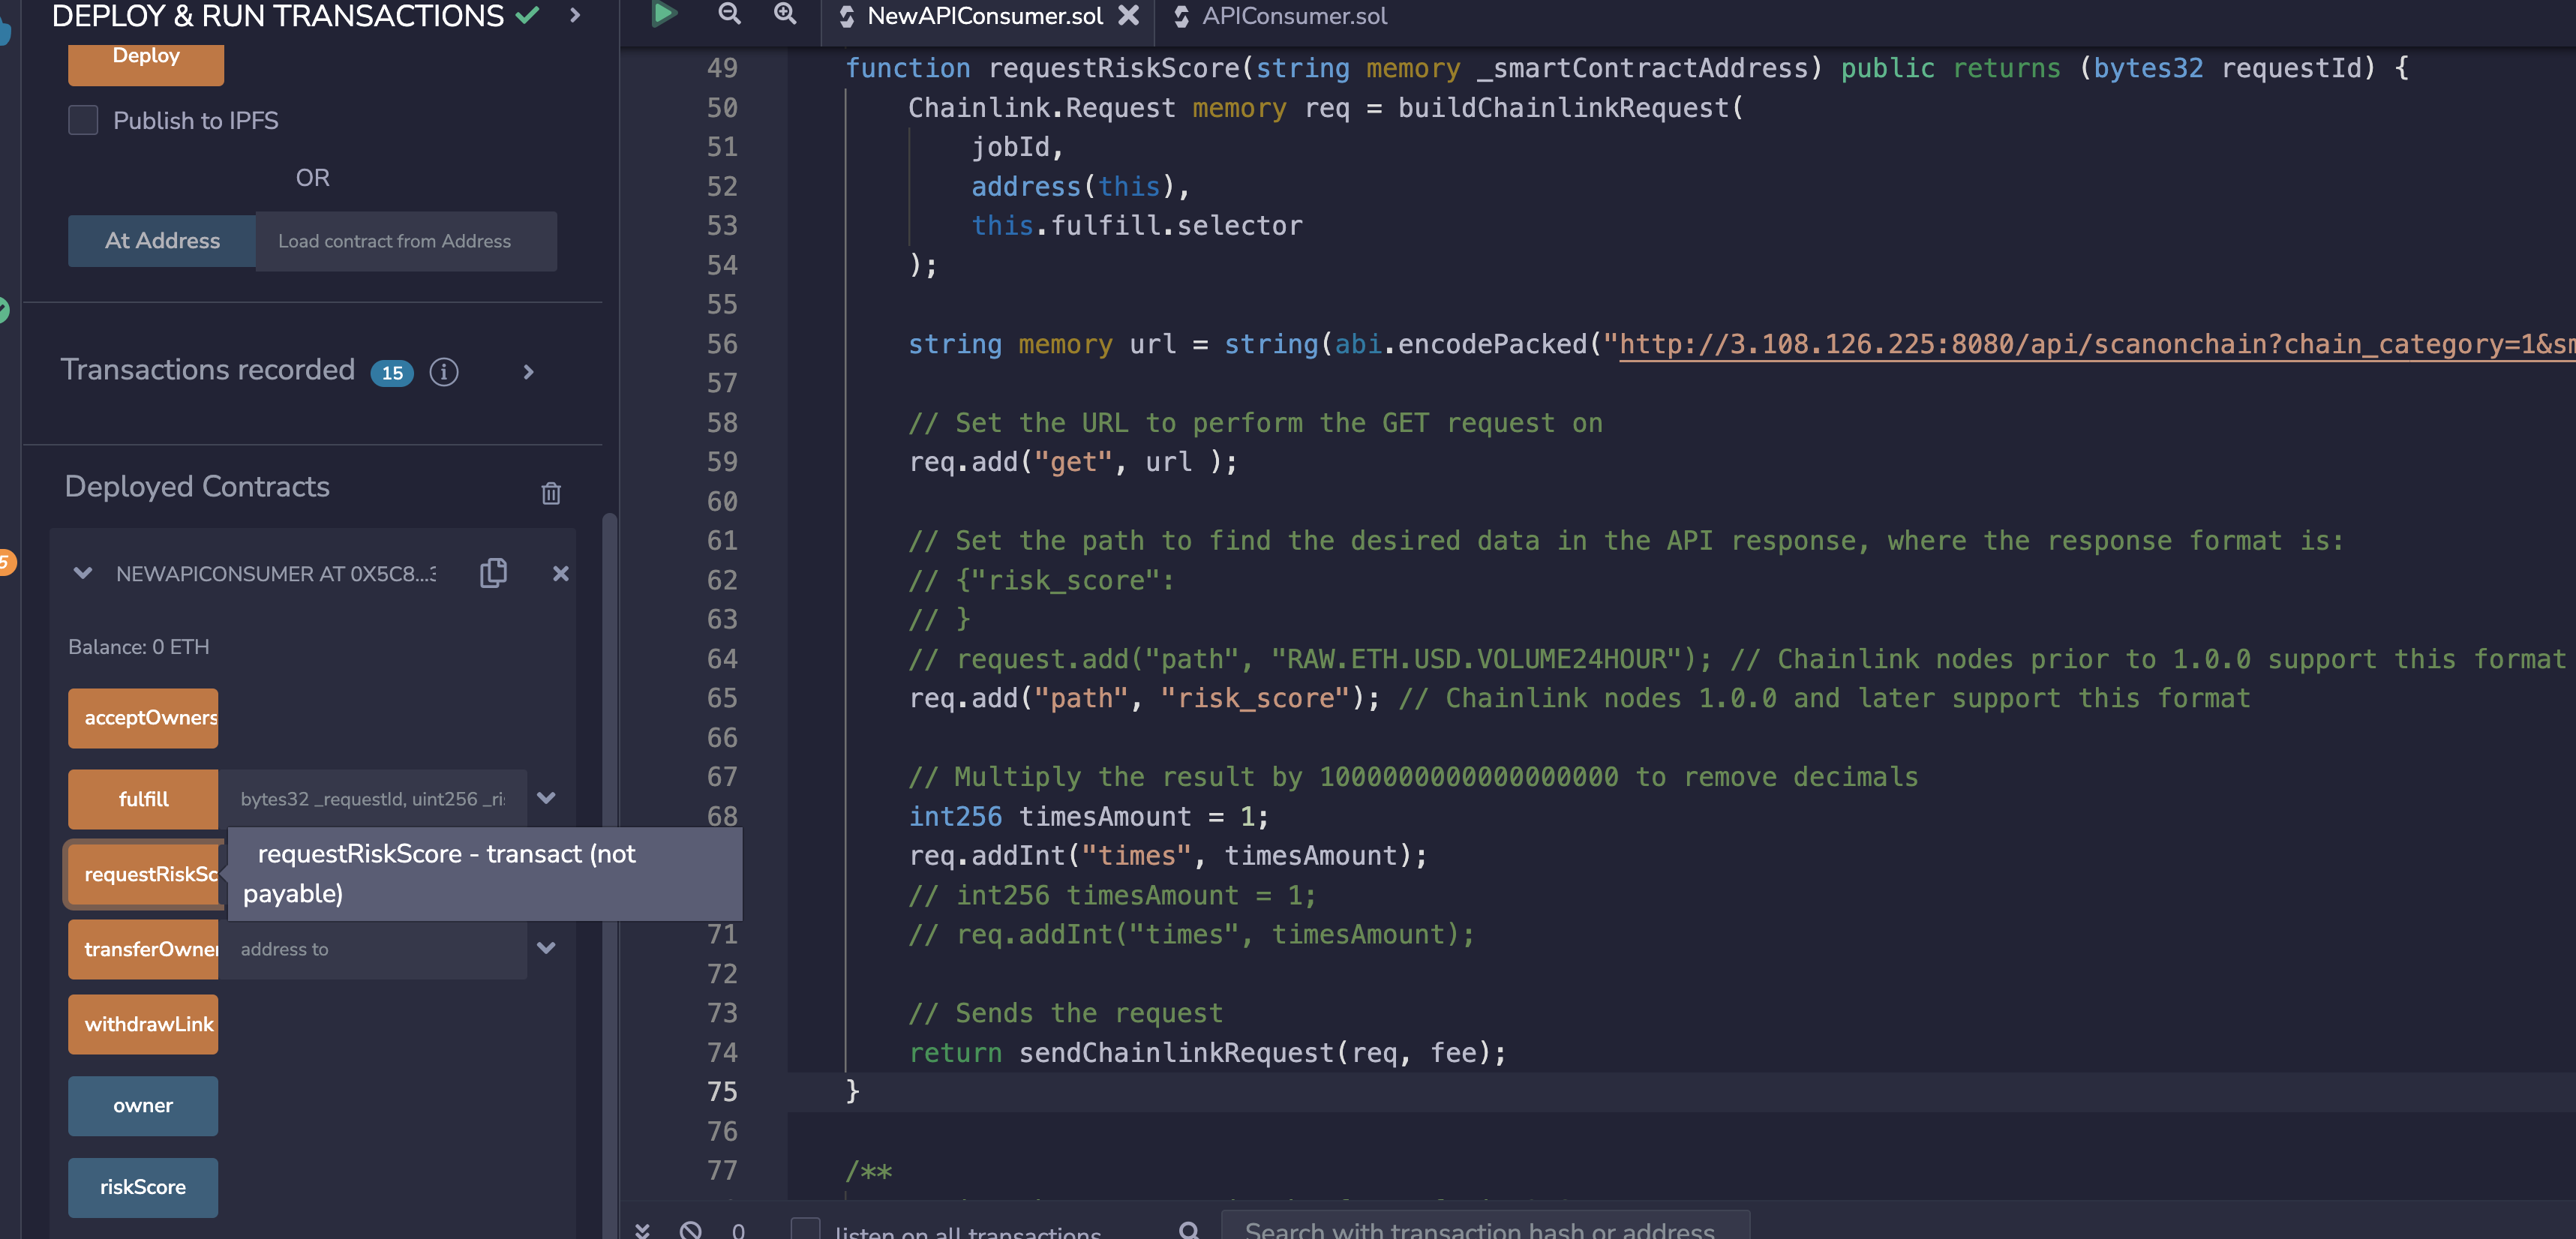 DEPLOY & RUN TRANSACTIONS
Deploy
Publish to IPFS
OR
At Address
Load contract from Address
Transactions recorded 15
Deployed Contracts
5
NEWAPICONSUMER AT 0X5C8...3
Balance: 0 ETH
acceptOwners
fulfill
bytes32 _requestId, uint256 _ri
requestRiskSc
requestRiskScore - transact (not
payable)
transferOwner
address to
withdrawLink
owner
riskScore
NewAPIConsumer.sol
APIConsumer.sol
49 function requestRiskScore(string memory _smartContractAddress) public returns (bytes32 requestId) {
50 Chainlink.Request memory req = buildChainlinkRequest(
51 jobId,
52 address(this),
53 this.fulfill.selector
54 );
55
56 string memory url = string(abi.encodePacked("http://3.108.126.225:8080/api/scanonchain?chain_category=1&sm
57
58 // Set the URL to perform the GET request on
59 req.add("get", url );
60
61 // Set the path to find the desired data in the API response, where the response format is:
62 // {"risk_score":
63 // }
64 // request.add("path", "RAW.ETH.USD.VOLUME24HOUR"); // Chainlink nodes prior to 1.0.0 support this format
65 req.add("path", "risk_score"); // Chainlink nodes 1.0.0 and later support this format
66
67 // Multiply the result by 1000000000000000000 to remove decimals
68 int256 timesAmount = 1;
req.addInt("times", timesAmount);
// int256 timesAmount = 1;
71 // req.addInt("times", timesAmount);
72
73 // Sends the request
74 return sendChainlinkRequest(req, fee);
75 }
76
77 /**
0
listen on all transactions
Search with transaction hash or address